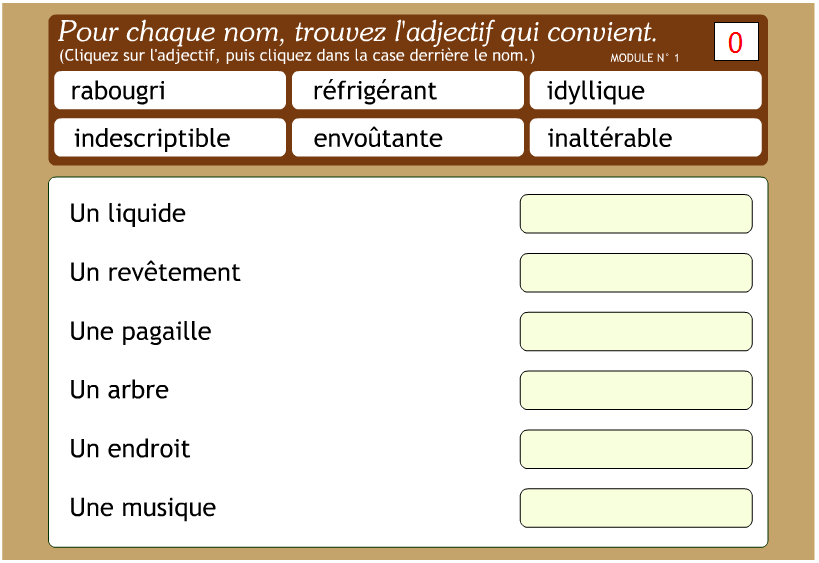 Pour chaque nom, trouvez l'adjectif qui convient.
0
(Cliquez sur l'adjectif, puis cliquez dans la case derrière le nom.)
MODULE N° 1
rabougri
réfrigérant
idyllique
indescriptible
envoûtante
inaltérable
Un liquide
Un revêtement
Une pagaille
Un arbre
Un endroit
Une musique